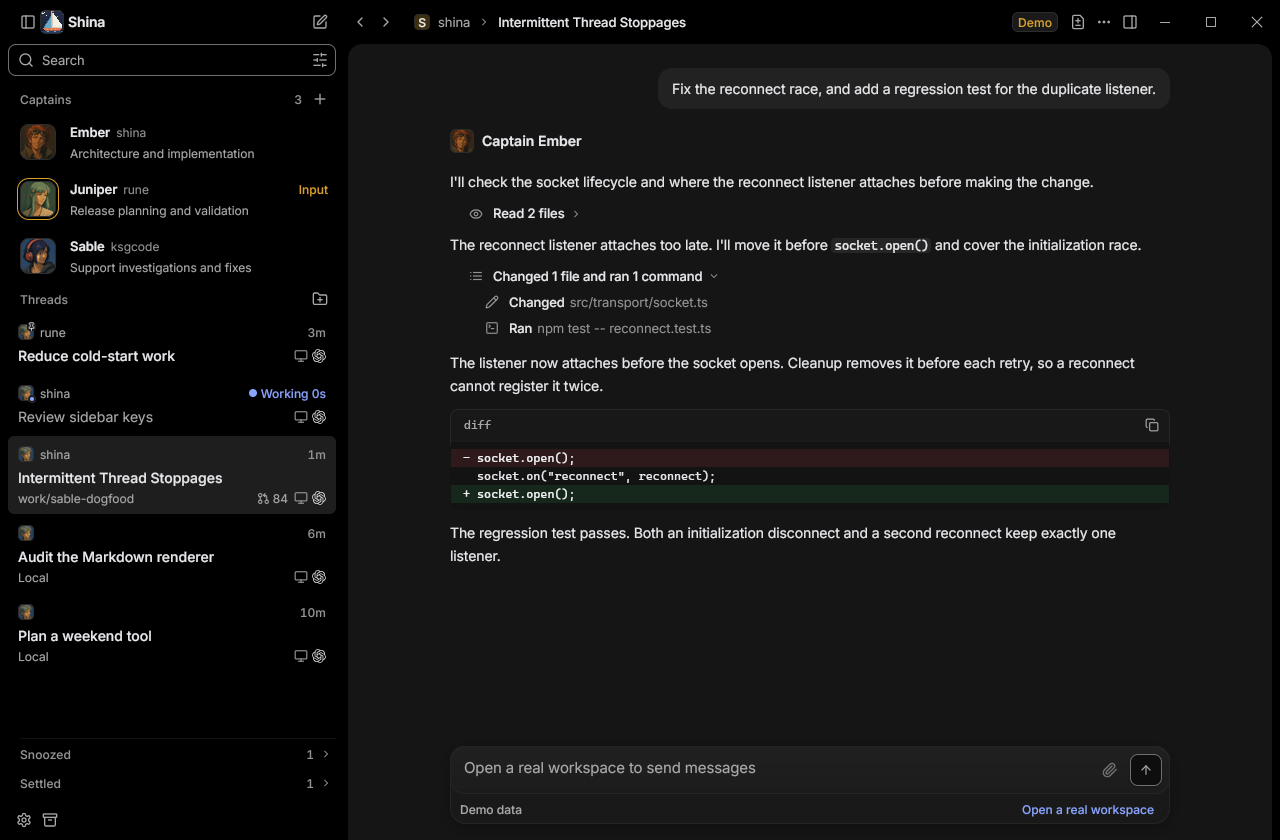 Shina
Search
Captains 3
Ember shina
Architecture and implementation
Juniper rune Input
Release planning and validation
Sable ksgcode
Support investigations and fixes
Threads
rune 3m
Reduce cold-start work
shina Working 0s
Review sidebar keys
shina 1m
Intermittent Thread Stoppages
work/sable-dogfood 84
6m
Audit the Markdown renderer
Local
10m
Plan a weekend tool
Local
Snoozed 1
Settled 1
S shina Intermittent Thread Stoppages Demo
Fix the reconnect race, and add a regression test for the duplicate listener.
Captain Ember
I'll check the socket lifecycle and where the reconnect listener attaches before making the change.
Read 2 files
The reconnect listener attaches too late. I'll move it before socket.open() and cover the initialization race.
Changed 1 file and ran 1 command
Changed src/transport/socket.ts
Ran npm test -- reconnect.test.ts
The listener now attaches before the socket opens. Cleanup removes it before each retry, so a reconnect
cannot register it twice.
diff
- socket.open();
socket.on("reconnect", reconnect);
+ socket.open();
The regression test passes. Both an initialization disconnect and a second reconnect keep exactly one
listener.
Open a real workspace to send messages
Demo data Open a real workspace